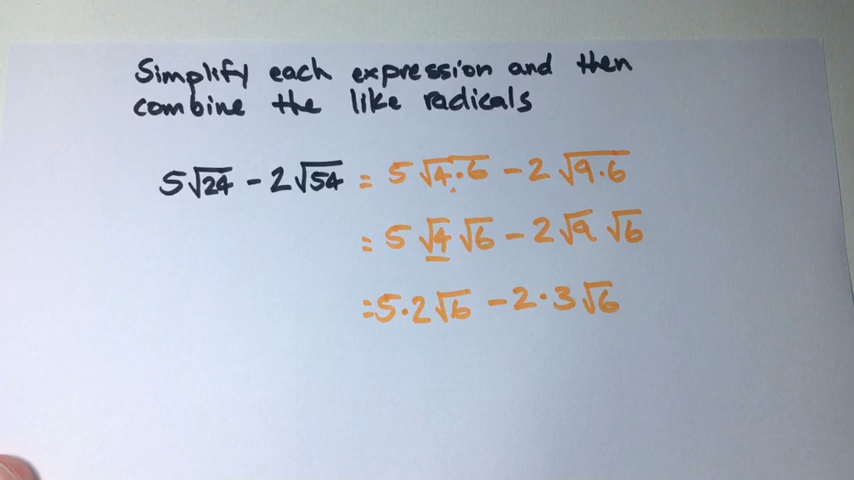 Simplify each expression and then
combine the like radicals
5√24 - 2√54 = 5√4·6 - 2√9·6
= 5√4 √6 - 2√9 √6
= 5·2√6 - 2·3√6